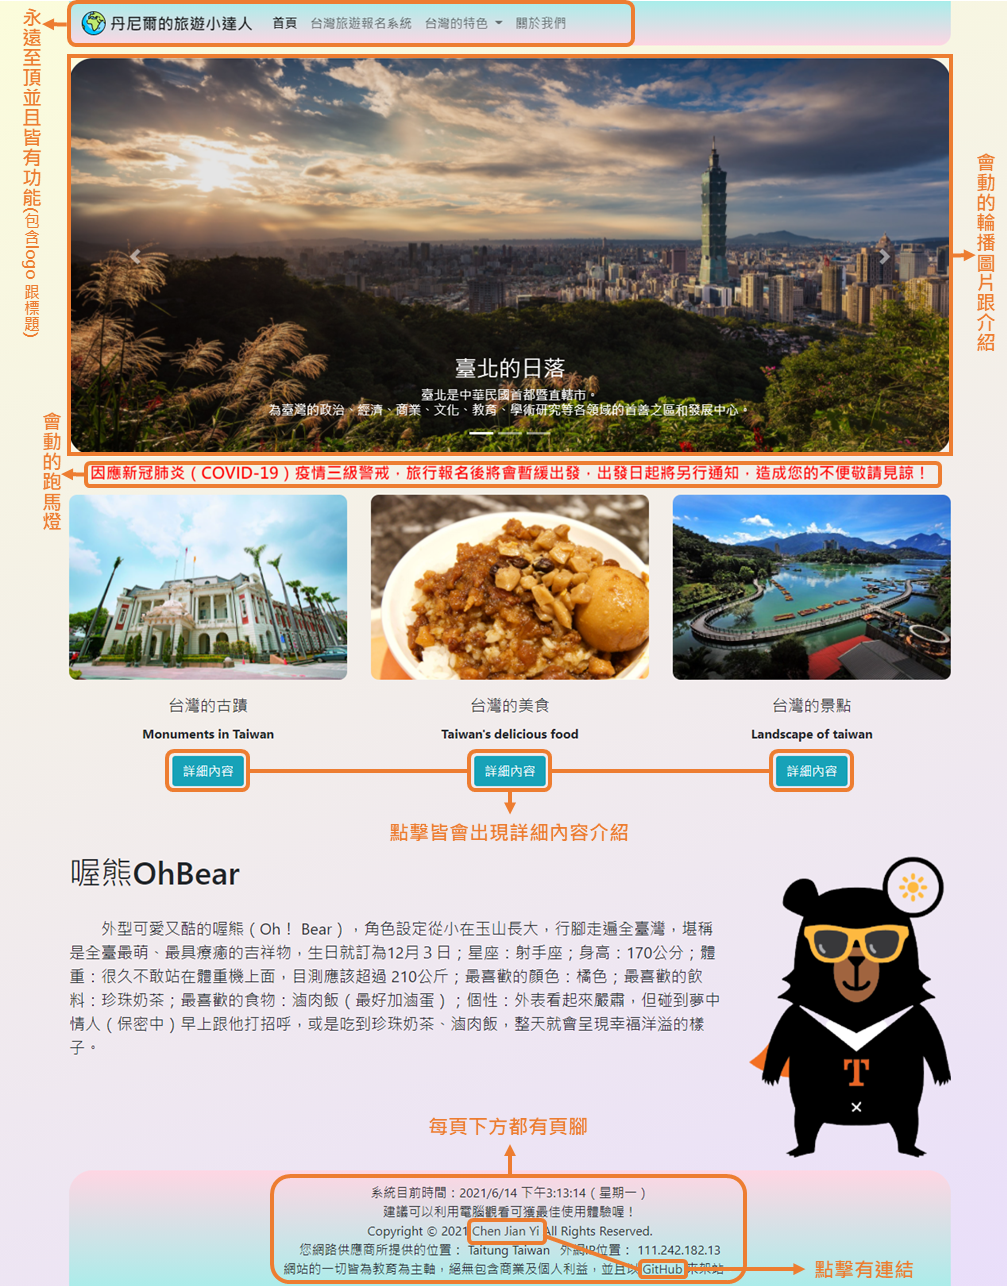 永遠至頂並且皆有功能(包含logo 跟標題)
丹尼爾的旅遊小達人 首頁 台灣旅遊報名系統 台灣的特色 關於我們
會動的輪播圖片跟介紹
臺北的日落
臺北是中華民國首都暨直轄市。
為臺灣的政治、經濟、商業、文化、教育、學術研究等各領域的首善之區和發展中心。
會動的跑馬燈
因應新冠肺炎（COVID-19）疫情三級警戒，旅行報名後將會暫緩出發，出發日起將另行通知，造成您的不便敬請見諒！
台灣的古蹟
Monuments in Taiwan
詳細內容
台灣的美食
Taiwan's delicious food
詳細內容
台灣的景點
Landscape of taiwan
詳細內容
點擊皆會出現詳細內容介紹
喔熊OhBear
外型可愛又酷的喔熊（Oh！ Bear），角色設定從小在玉山長大，行腳走遍全臺灣，堪稱
是全臺最萌、最具療癒的吉祥物，生日就訂為12月３日；星座：射手座；身高：170公分；體
重：很久不敢站在體重機上面，目測應該超過 210公斤；最喜歡的顏色：橘色；最喜歡的飲
料：珍珠奶茶；最喜歡的食物：滷肉飯（最好加滷蛋）；個性：外表看起來嚴肅，但碰到夢中
情人（保密中）早上跟他打招呼，或是吃到珍珠奶茶、滷肉飯，整天就會呈現幸福洋溢的樣
子。
T
每頁下方都有頁腳
系統目前時間：2021/6/14 下午3:13:14（星期一）
建議可以利用電腦觀看可獲最佳使用體驗喔！
Copyright © 2021 Chen Jian Yi All Rights Reserved.
您網路供應商所提供的位置： Taitung Taiwan 外網IP位置： 111.242.182.13
網站的一切皆為教育為主軸，絕無包含商業及個人利益，並且以 GitHub 來架站
點擊有連結